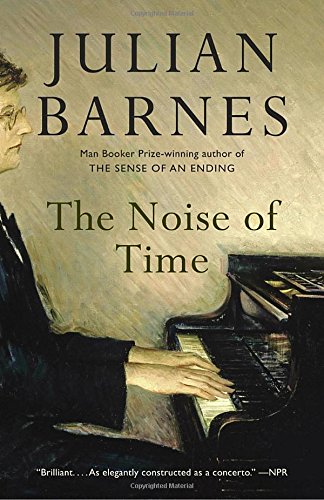 JULIAN
BARNES
Man Booker Prize-winning author of
THE SENSE OF AN ENDING
The Noise of
Time
"Brilliant. . . . As elegantly constructed as a concerto." —NPR